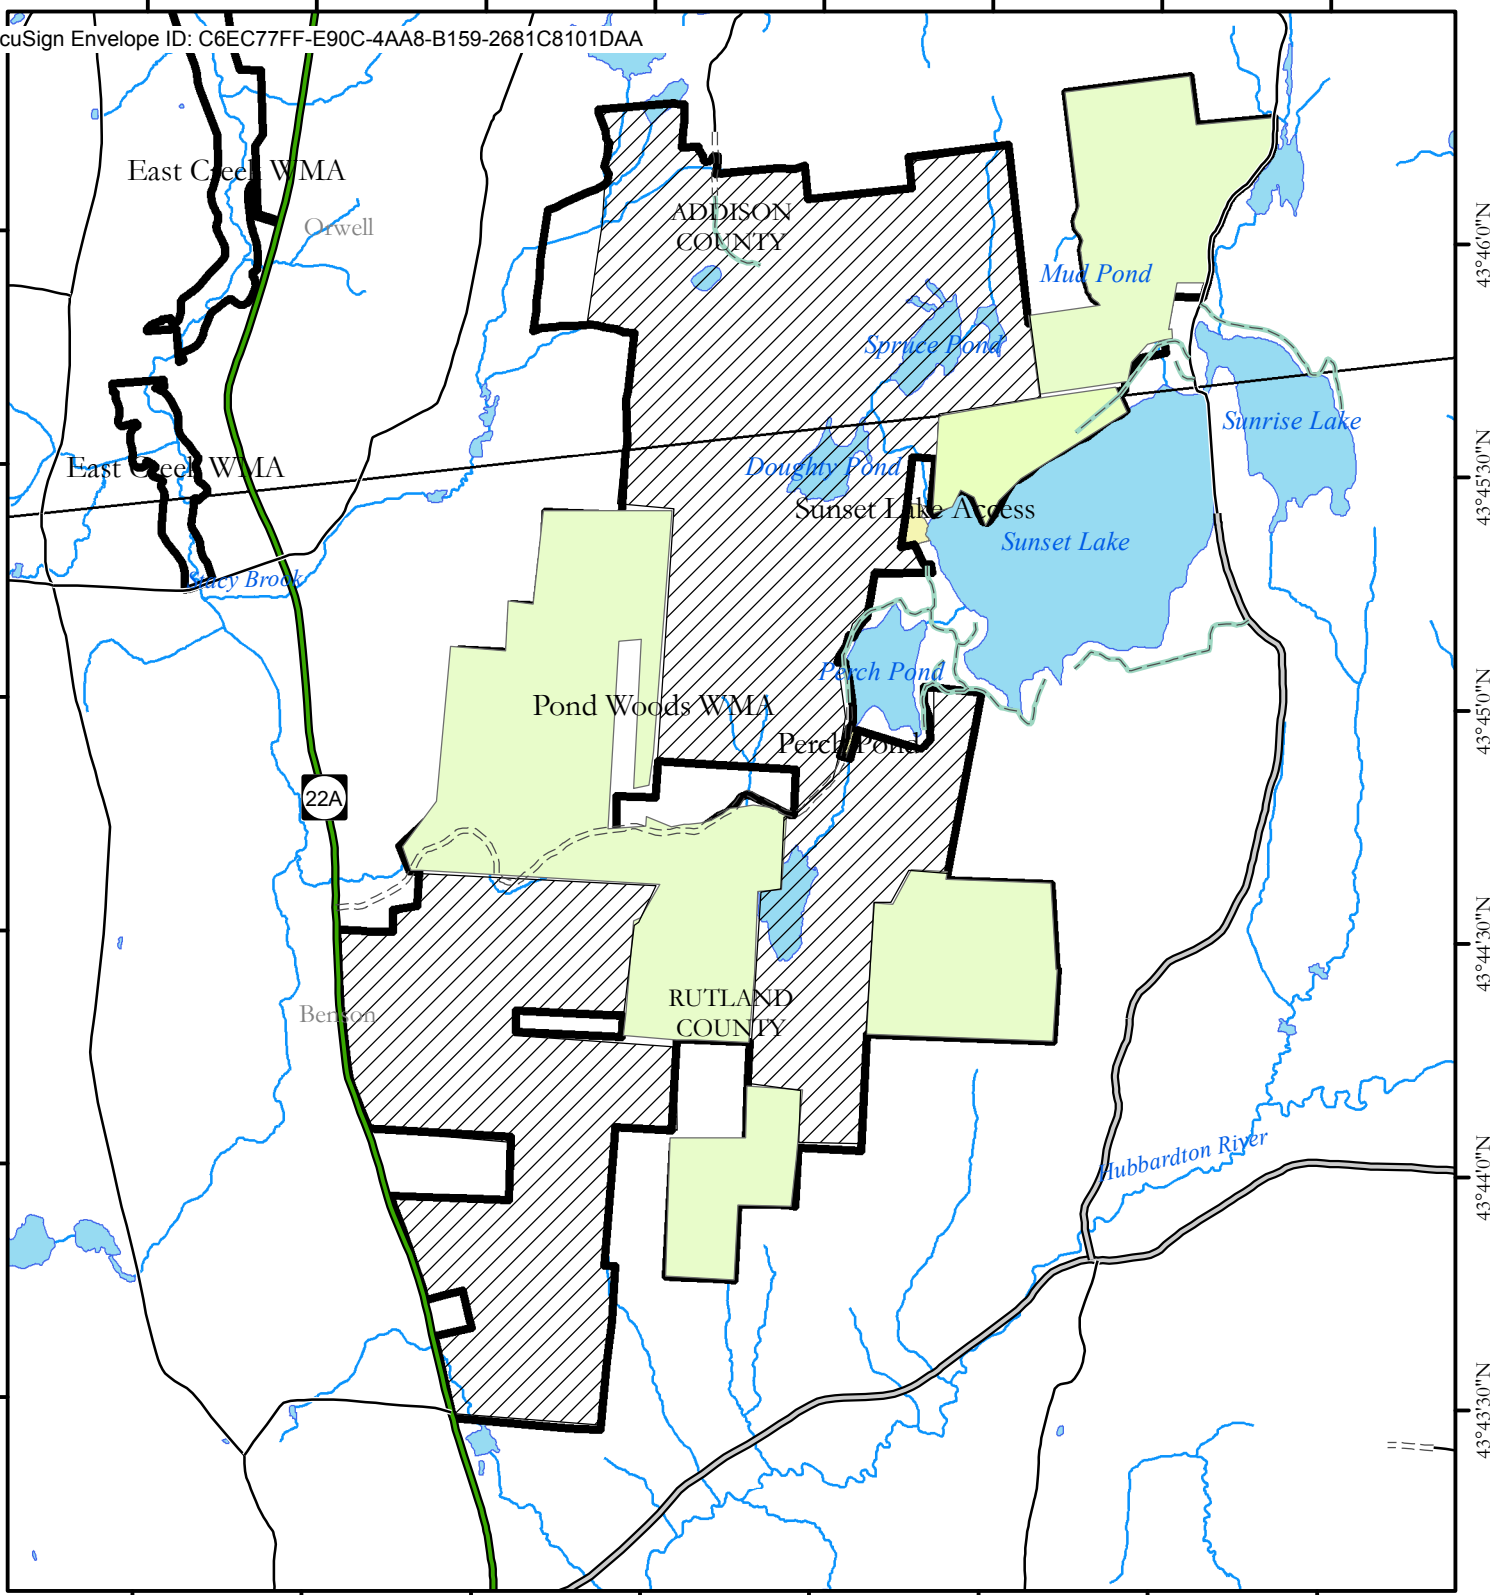 cuSign Envelope ID: C6EC77FF-E90C-4AA8-B159-2681C8101DAA
East Creek WMA
Orwell
ADDISON
COUNTY
43°46'0"N
Mud Pond
Spruce Pond
Sunrise Lake
East Creek WMA
Doughty Pond
43°45'30"N
Sunset Lake Access
Sunset Lake
Stacy Brook
Perch Pond
Pond Woods WMA
43°45'0"N
Perch Pond
22A
43°44'30"N
RUTLAND
COUNTY
Benson
Hubbardton River
43°44'0"N
43°43'30"N